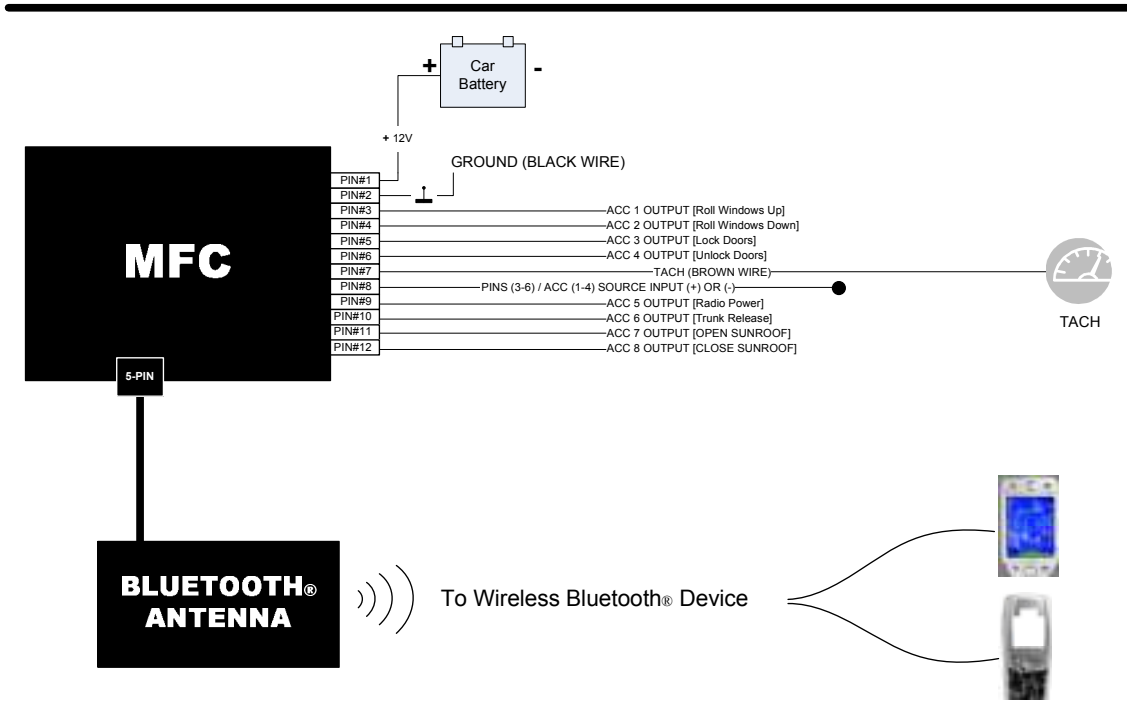 Car
Battery
+
-
+ 12V
GROUND (BLACK WIRE)
MFC
PIN#1
PIN#2
PIN#3
ACC 1 OUTPUT [Roll Windows Up]
PIN#4
ACC 2 OUTPUT [Roll Windows Down]
PIN#5
ACC 3 OUTPUT [Lock Doors]
PIN#6
ACC 4 OUTPUT [Unlock Doors]
PIN#7
TACH (BROWN WIRE)
PIN#8
PINS (3-6) / ACC (1-4) SOURCE INPUT (+) OR (-)
PIN#9
ACC 5 OUTPUT [Radio Power]
PIN#10
ACC 6 OUTPUT [Trunk Release]
PIN#11
ACC 7 OUTPUT [OPEN SUNROOF]
PIN#12
ACC 8 OUTPUT [CLOSE SUNROOF]
TACH
5-PIN
BLUETOOTH®
ANTENNA
To Wireless Bluetooth® Device